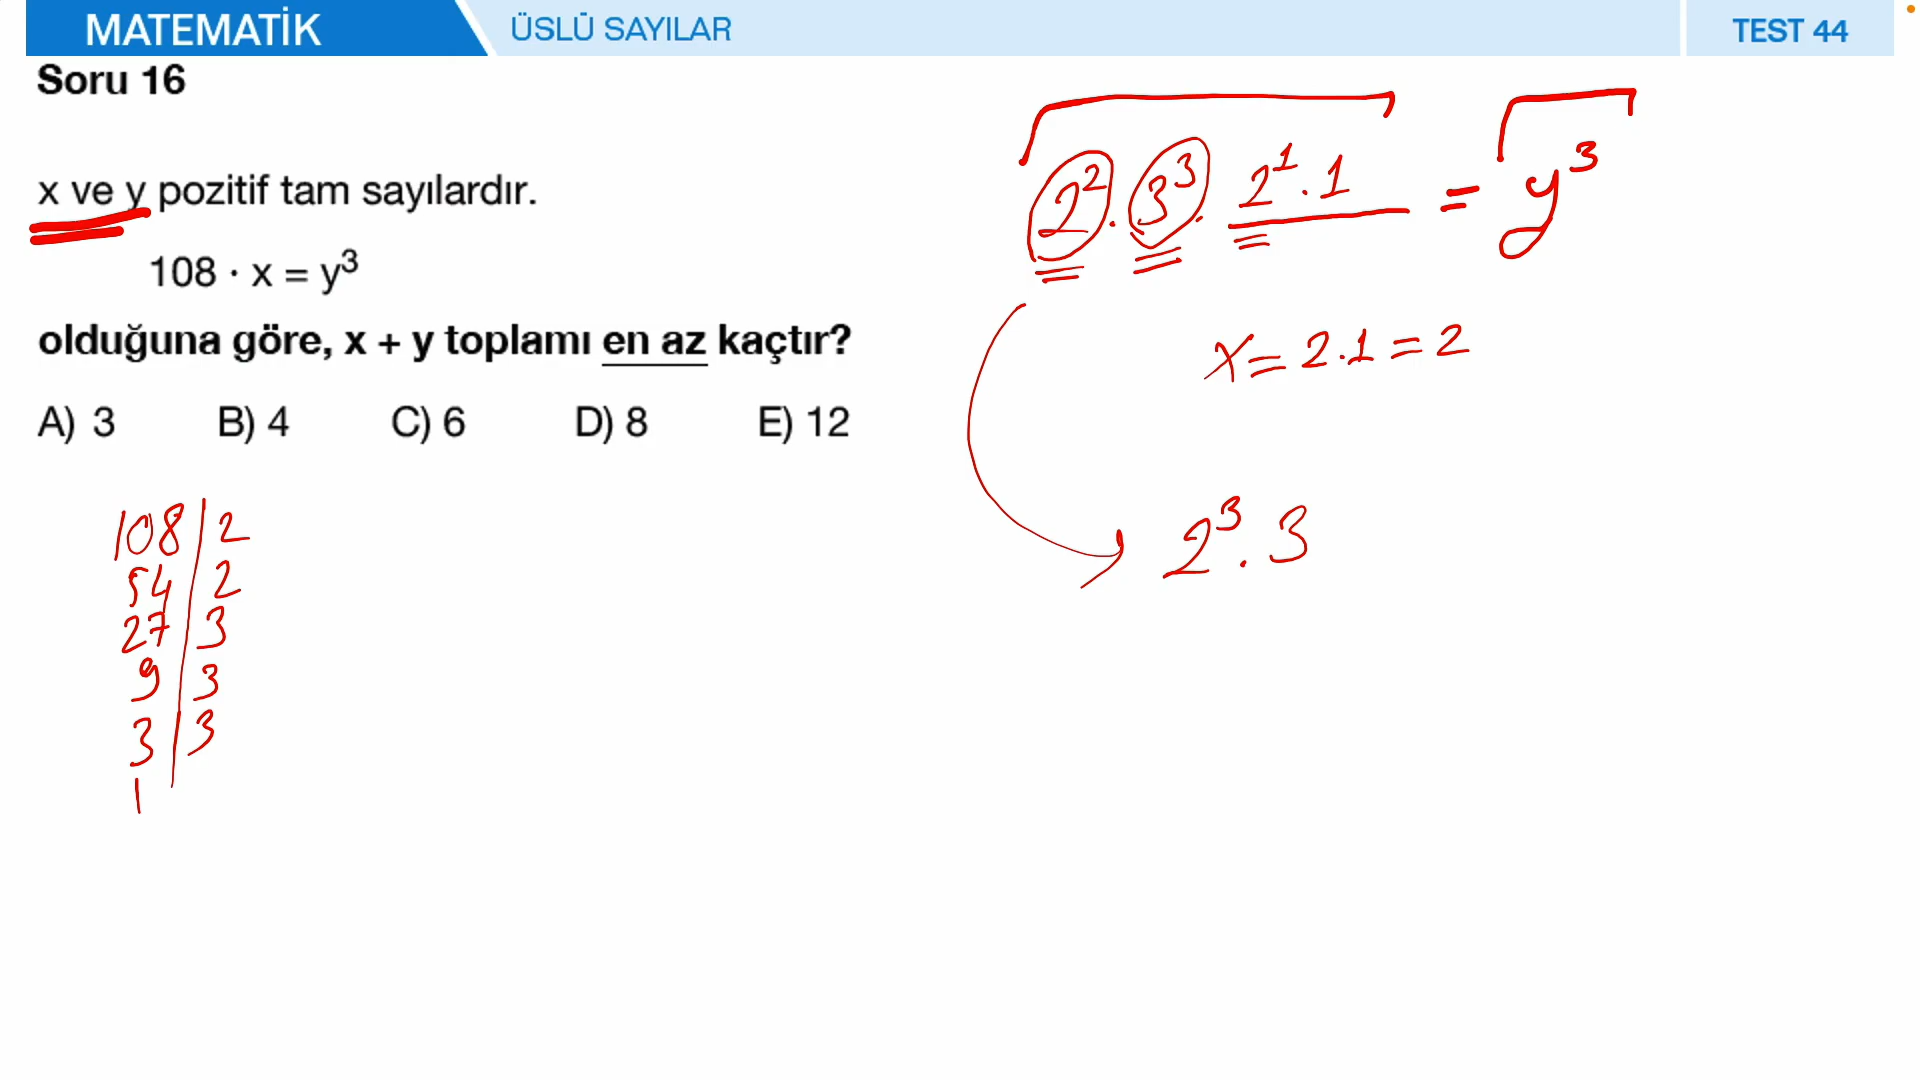 MATEMATİK ÜSLÜ SAYILAR TEST 44
Soru 16
x ve y pozitif tam sayılardır.
108 · x = y³
olduğuna göre, x + y toplamı en az kaçtır?
A) 3 B) 4 C) 6 D) 8 E) 12
108 | 2
54 | 2
27 | 3
9 | 3
3 | 3
1
2² . 3³ . 2¹ . 1 = y³
x = 2 . 1 = 2
2³ . 3